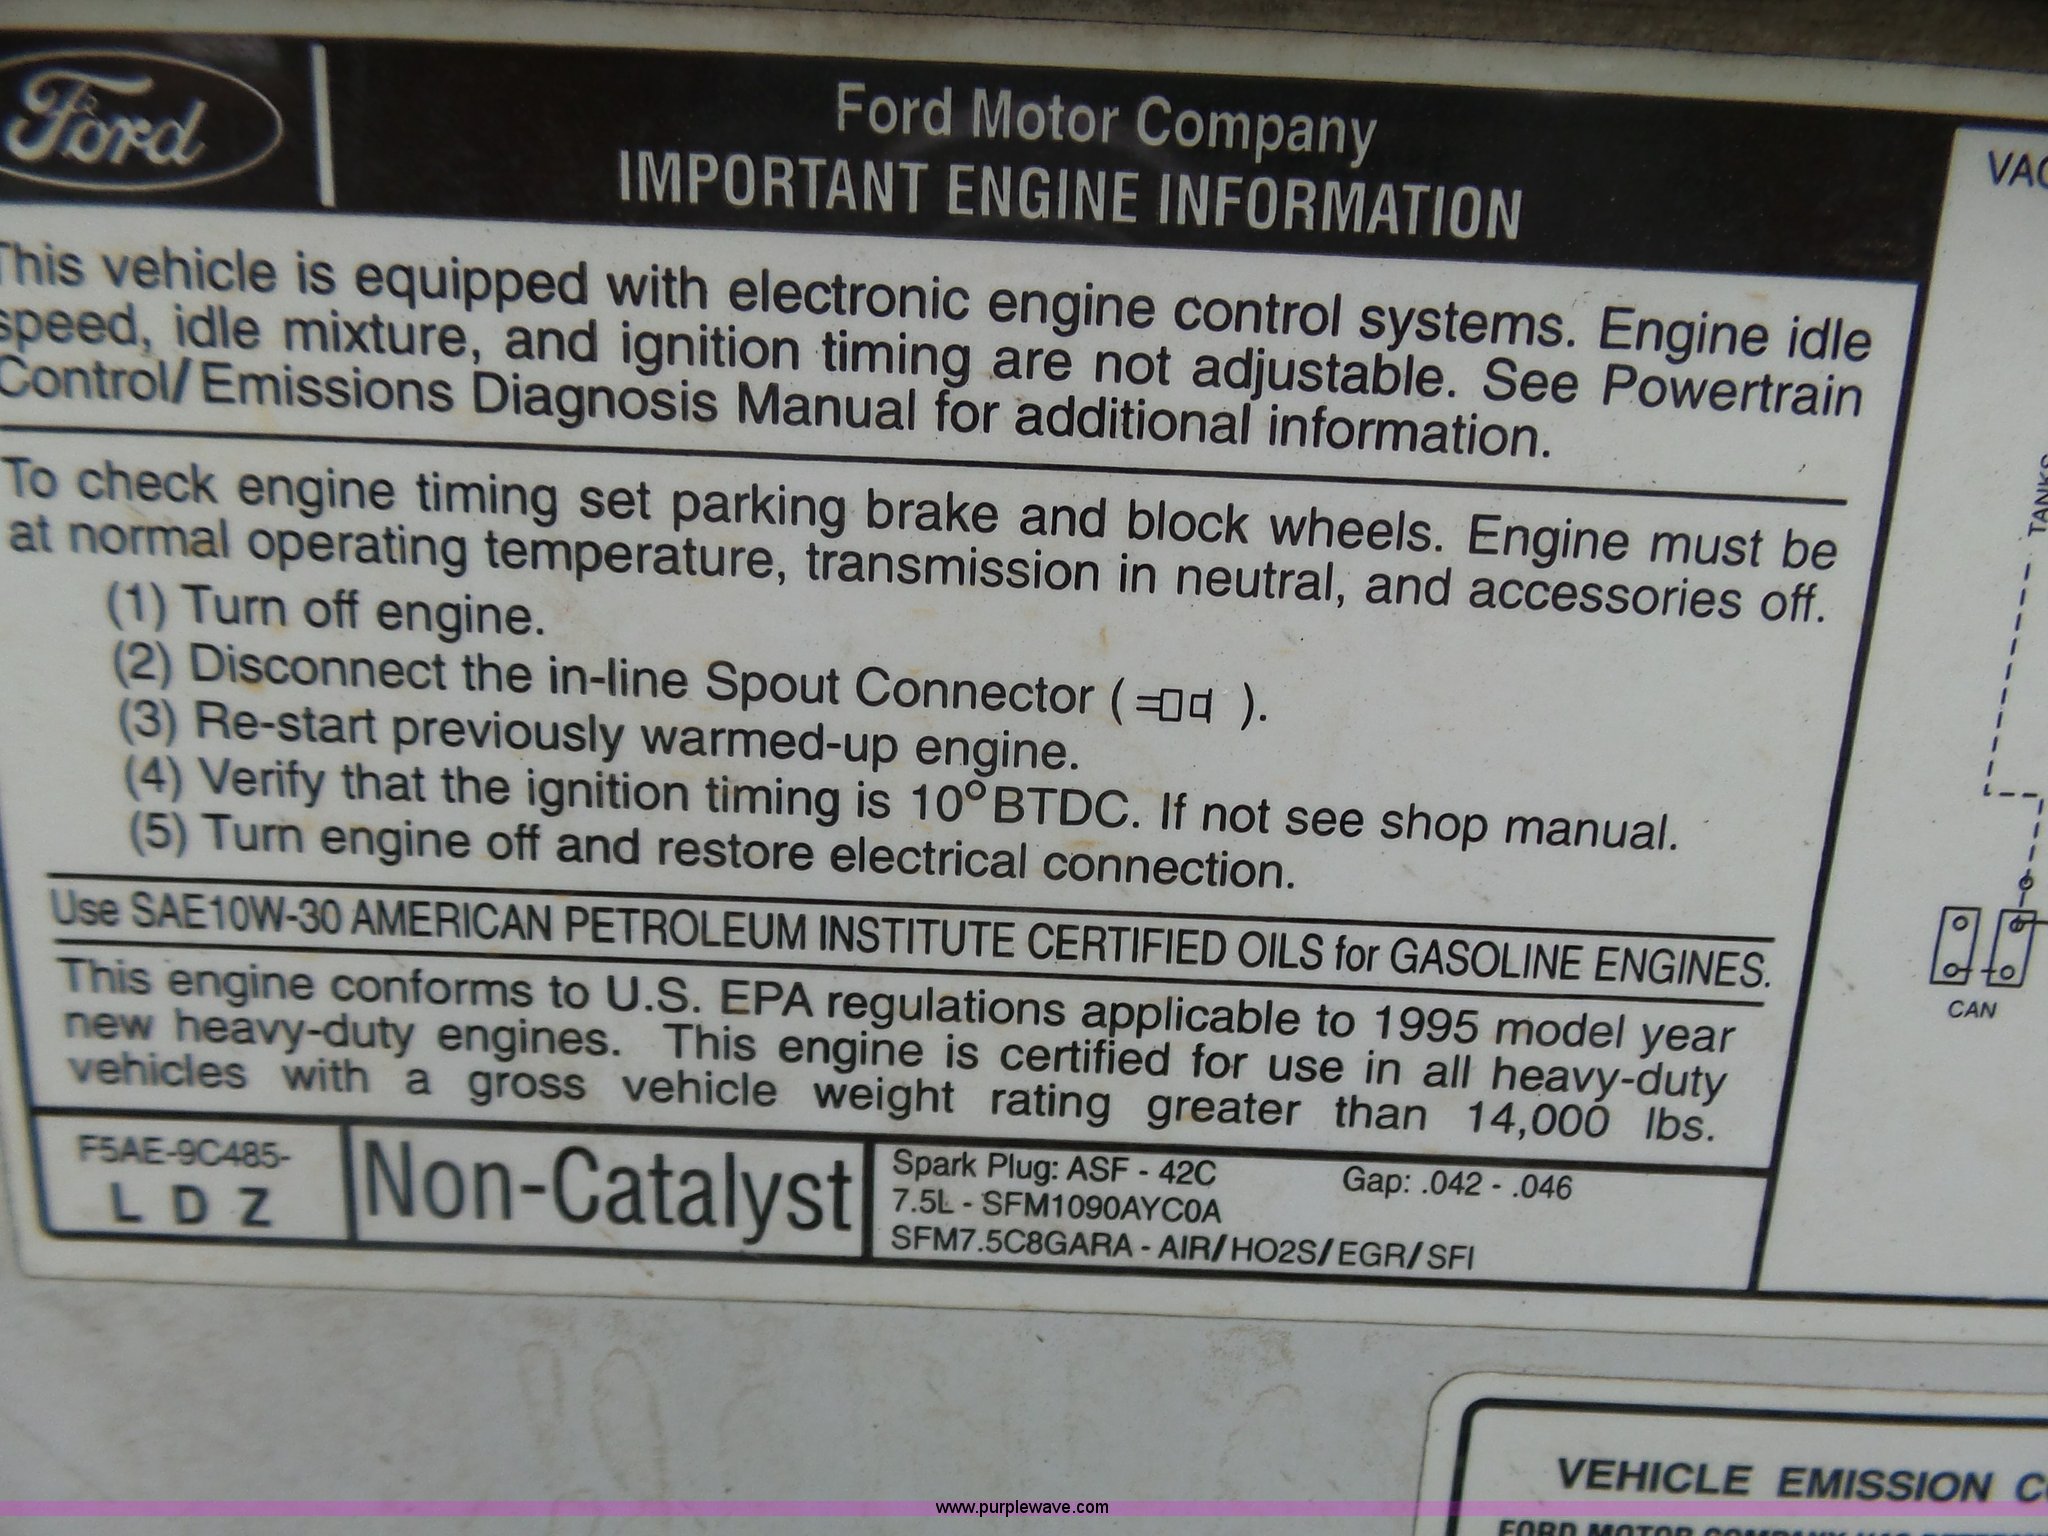 Ford
Ford Motor Company
IMPORTANT ENGINE INFORMATION
This vehicle is equipped with electronic engine control systems. Engine idle
speed, idle mixture, and ignition timing are not adjustable. See Powertrain
Control/Emissions Diagnosis Manual for additional information.
To check engine timing set parking brake and block wheels. Engine must be
at normal operating temperature, transmission in neutral, and accessories off.
(1) Turn off engine.
(2) Disconnect the in-line Spout Connector ( ).
(3) Re-start previously warmed-up engine.
(4) Verify that the ignition timing is 10° BTDC. If not see shop manual.
(5) Turn engine off and restore electrical connection.
Use SAE10W-30 AMERICAN PETROLEUM INSTITUTE CERTIFIED OILS for GASOLINE ENGINES.
This engine conforms to U.S. EPA regulations applicable to 1995 model year
new heavy-duty engines. This engine is certified for use in all heavy-duty
vehicles with a gross vehicle weight rating greater than 14,000 lbs.
F5AE-9C485-
L D Z
Non-Catalyst
Spark Plug: ASF - 42C Gap: .042 - .046
7.5L - SFM1090AYC0A
SFM7.5C8GARA - AIR/HO2S/EGR/SFI
VAC
TANKS
CAN
VEHICLE EMISSION C
FORD MOTOR COMPANY
www.purplewave.com